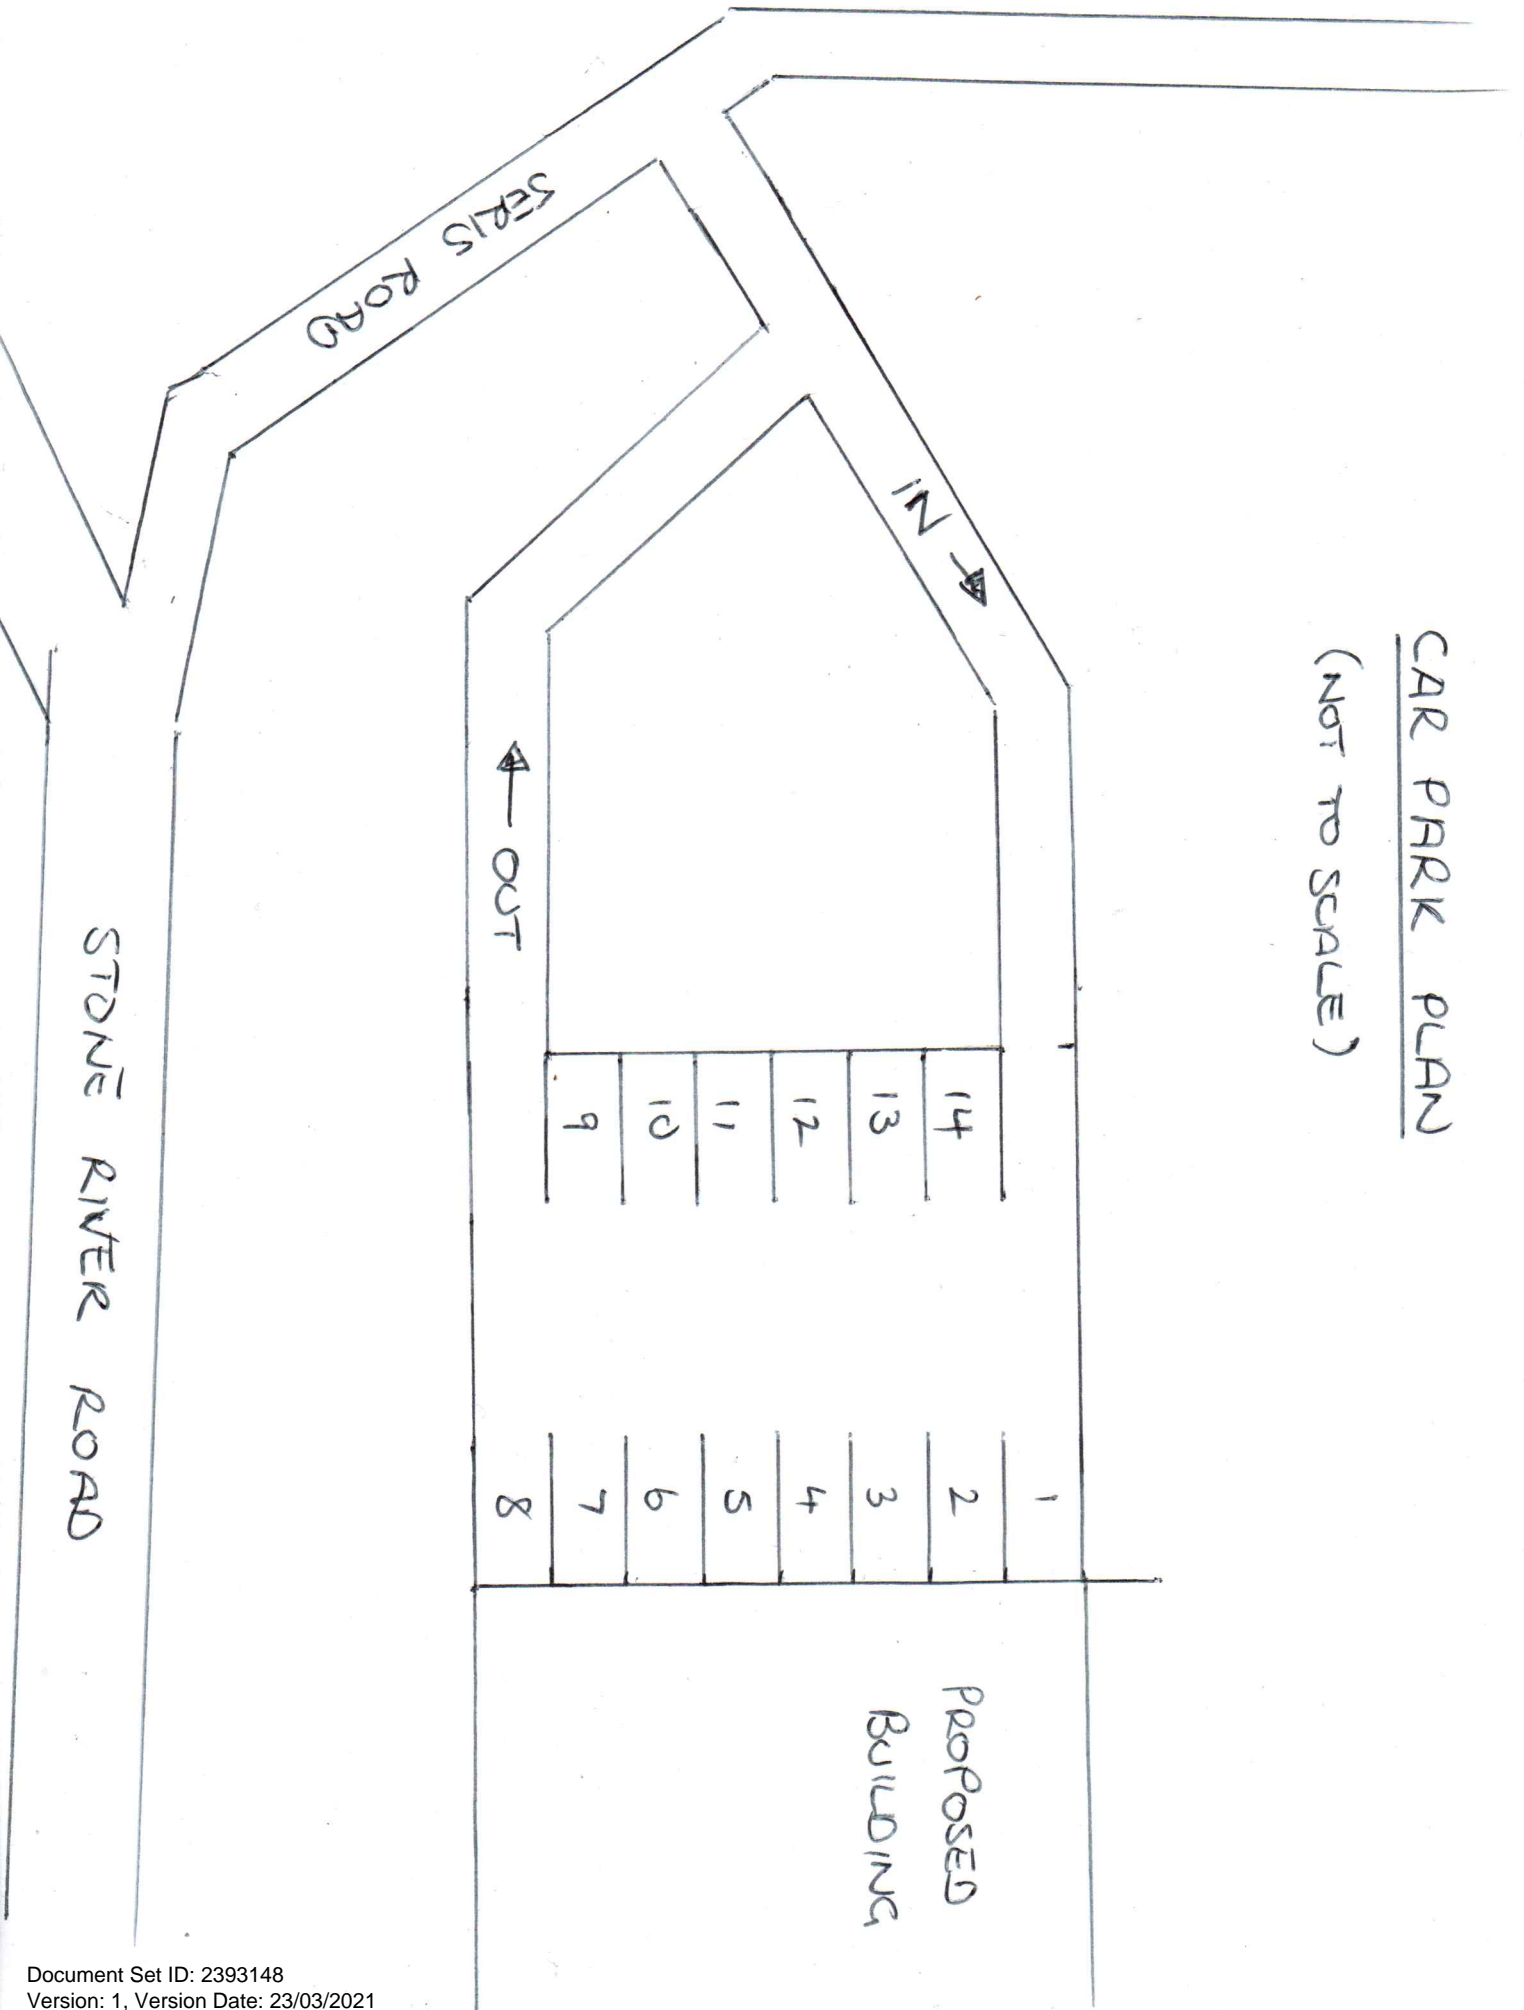 CAR PARK PLAN
(NOT TO SCALE)
SERIS ROAD
IN
OUT
14
13
12
11
10
9
1
2
3
4
5
6
7
8
PROPOSED
BUILDING
STONE RIVER ROAD
Document Set ID: 2393148
Version: 1, Version Date: 23/03/2021